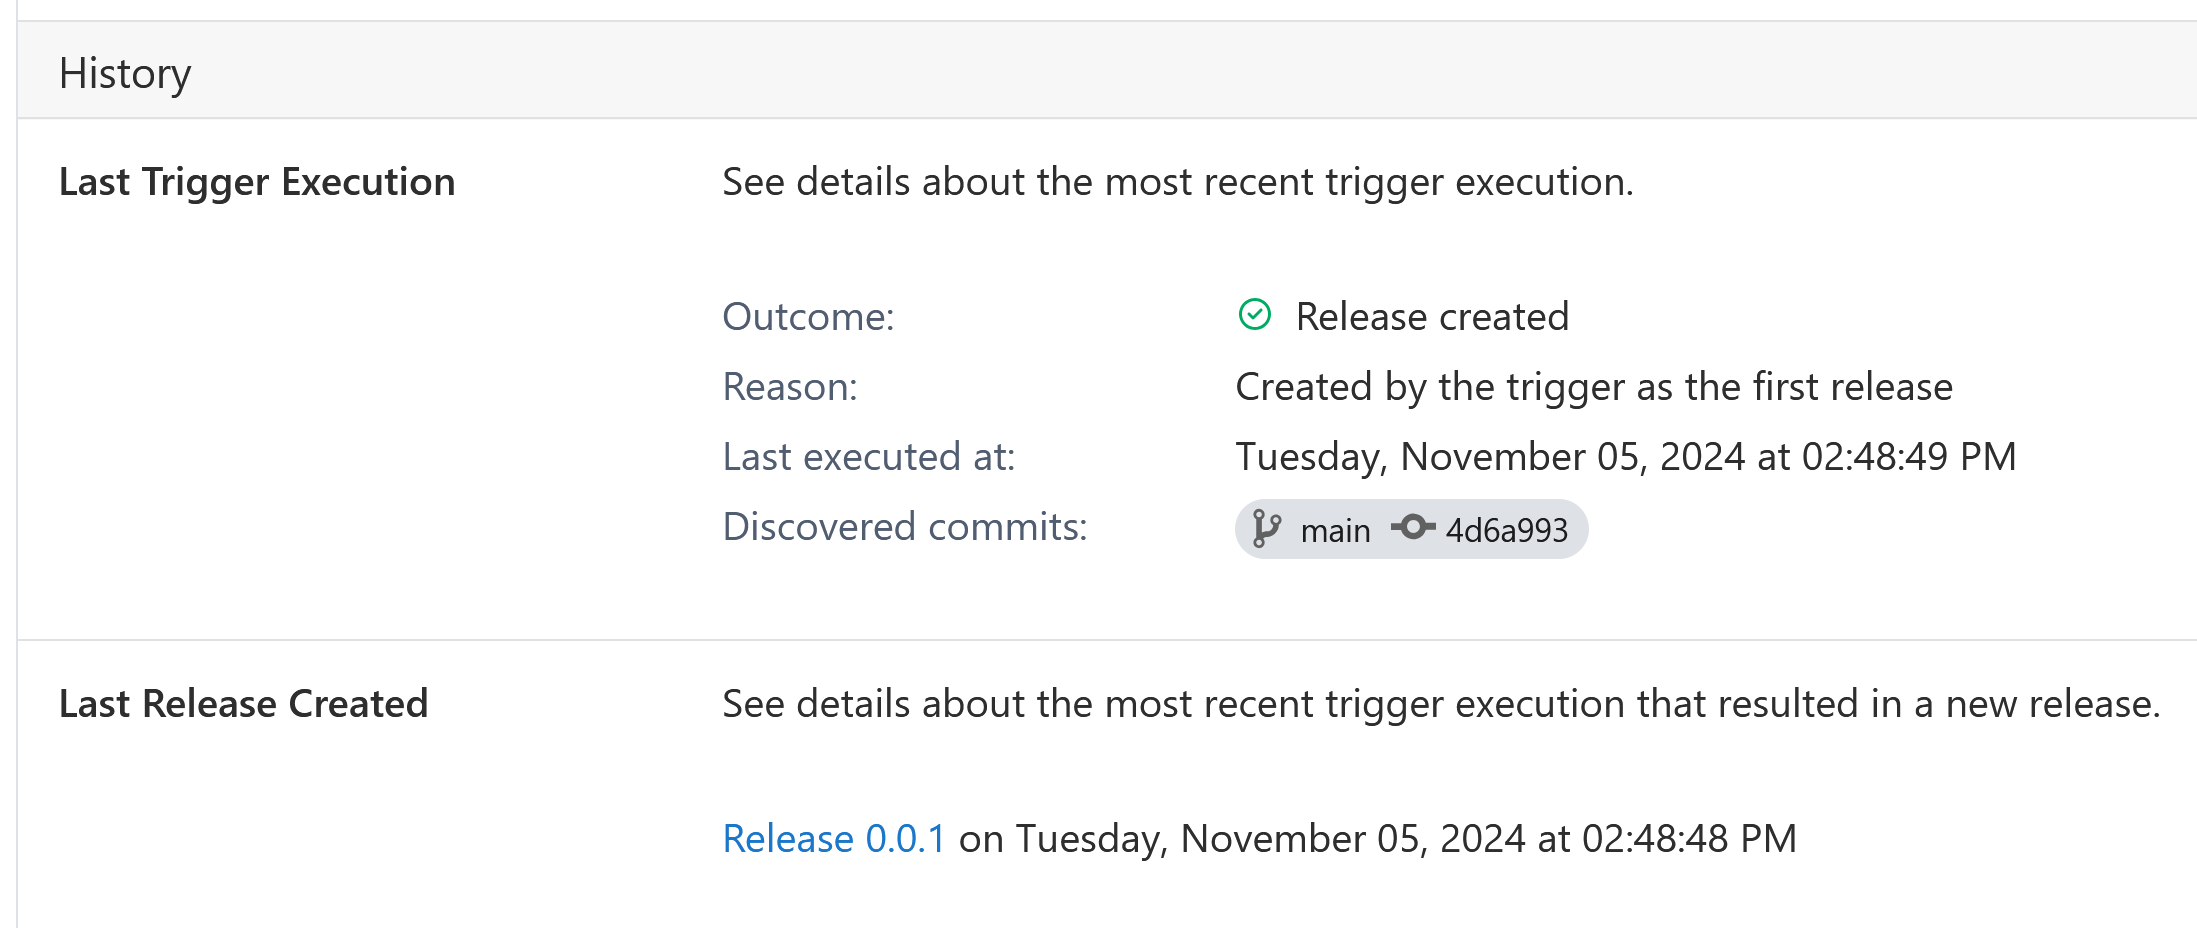 History
Last Trigger Execution
See details about the most recent trigger execution.
Outcome: Release created
Reason: Created by the trigger as the first release
Last executed at: Tuesday, November 05, 2024 at 02:48:49 PM
Discovered commits: main 4d6a993
Last Release Created
See details about the most recent trigger execution that resulted in a new release.
Release 0.0.1 on Tuesday, November 05, 2024 at 02:48:48 PM